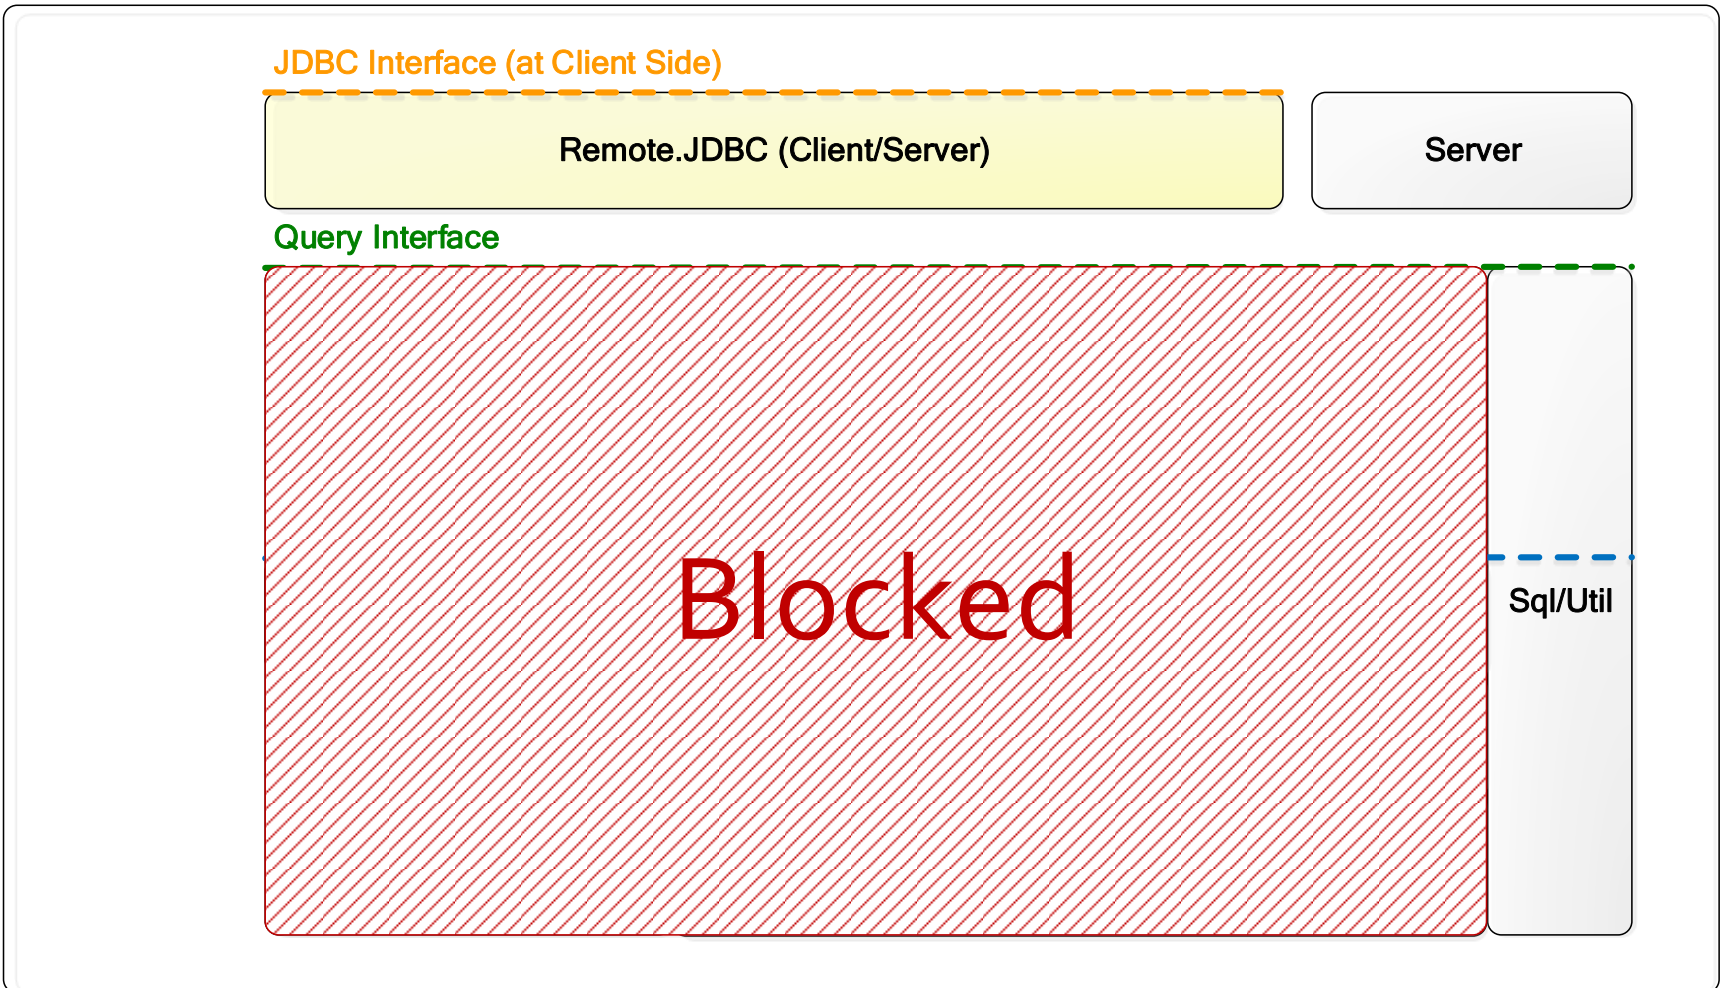 JDBC Interface (at Client Side)
Remote.JDBC (Client/Server)
Server
Query Interface
Blocked
Sql/Util